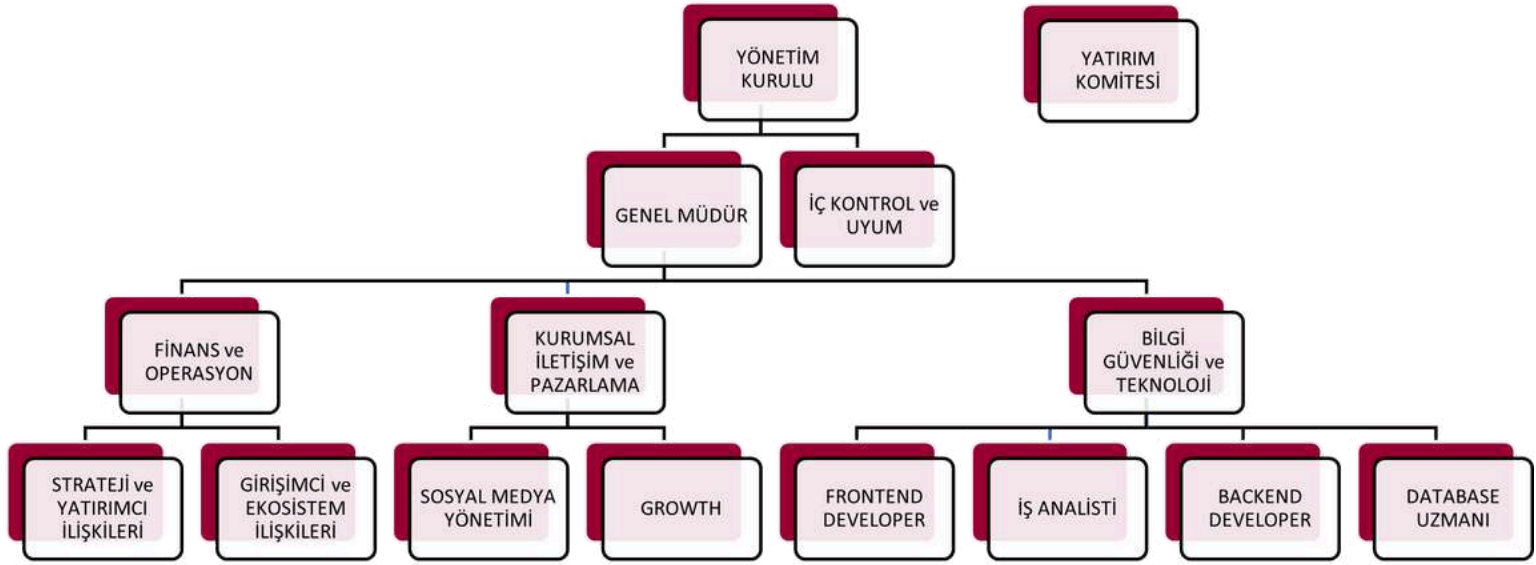 YÖNETİM
KURULU
YATIRIM
KOMİTESİ
GENEL MÜDÜR
İÇ KONTROL ve
UYUM
FİNANS ve
OPERASYON
KURUMSAL
İLETİŞİM ve
PAZARLAMA
BİLGİ
GÜVENLİĞİ ve
TEKNOLOJİ
STRATEJİ ve
YATIRIMCI
İLİŞKİLERİ
GİRİŞİMCİ ve
EKOSİSTEM
İLİŞKİLERİ
SOSYAL MEDYA
YÖNETİMİ
GROWTH
FRONTEND
DEVELOPER
İŞ ANALİSTİ
BACKEND
DEVELOPER
DATABASE
UZMANI